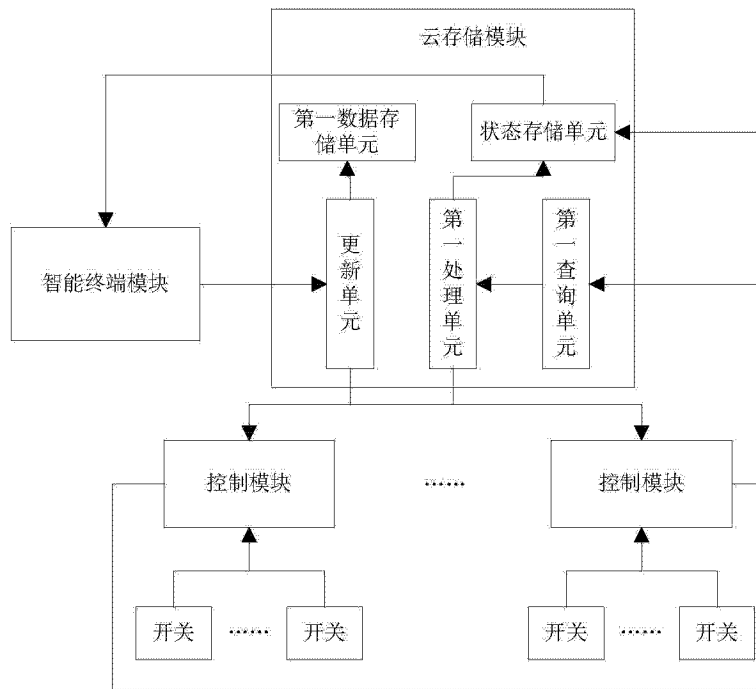 云存储模块
第一数据存
储单元
状态存储单元
智能终端模块
更新单元
第一处理单元
第一查询单元
控制模块
……
控制模块
开关
……
开关
开关
……
开关